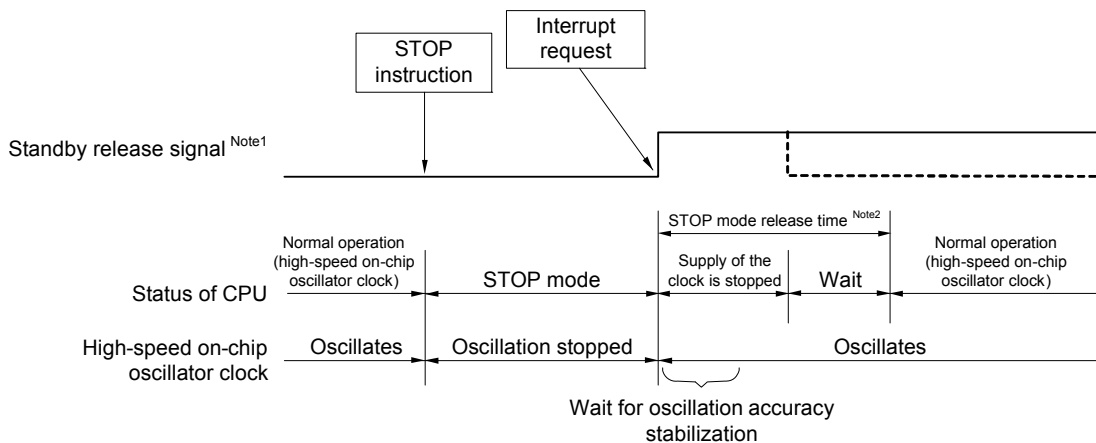 STOP
instruction
Interrupt
request
Standby release signal Note1
STOP mode release time Note2
Normal operation
(high-speed on-chip
oscillator clock)
Supply of the
clock is stopped
Normal operation
(high-speed on-chip
oscillator clock)
Status of CPU
STOP mode
Wait
High-speed on-chip
oscillator clock
Oscillates
Oscillation stopped
Oscillates
Wait for oscillation accuracy
stabilization